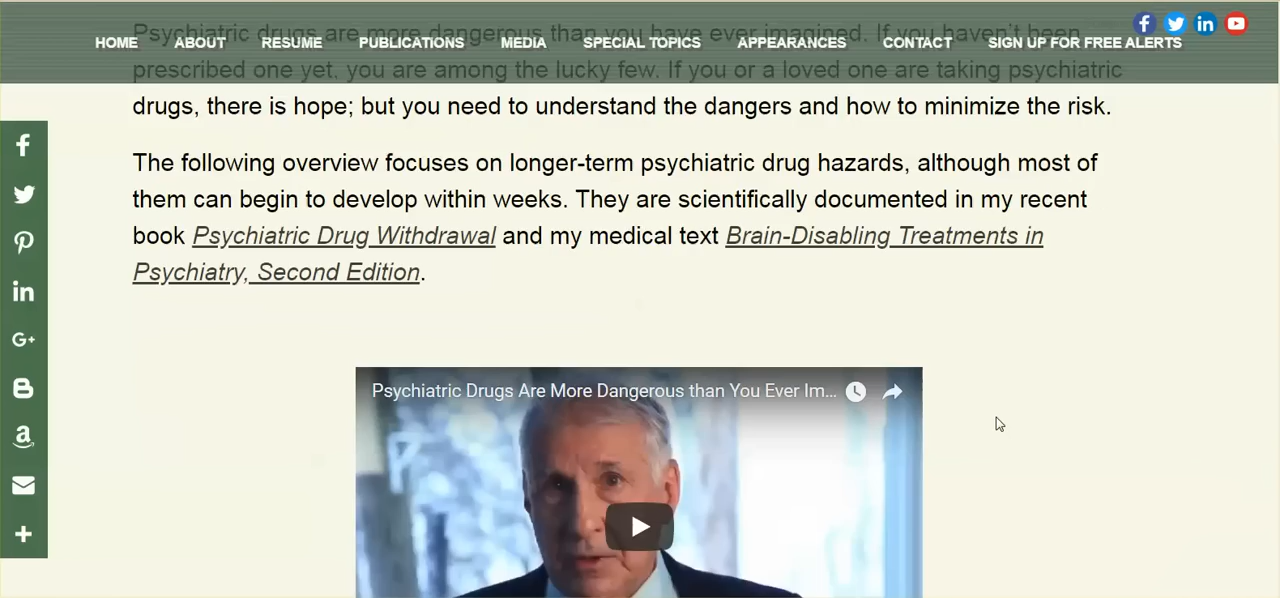 Psychiatric drugs are more dangerous than you have ever imagined. If you haven't been
HOME ABOUT RESUME PUBLICATIONS MEDIA SPECIAL TOPICS APPEARANCES CONTACT SIGN UP FOR FREE ALERTS
prescribed one yet, you are among the lucky few. If you or a loved one are taking psychiatric
drugs, there is hope; but you need to understand the dangers and how to minimize the risk.
The following overview focuses on longer-term psychiatric drug hazards, although most of
them can begin to develop within weeks. They are scientifically documented in my recent
book Psychiatric Drug Withdrawal and my medical text Brain-Disabling Treatments in
Psychiatry, Second Edition.
Psychiatric Drugs Are More Dangerous than You Ever Im...